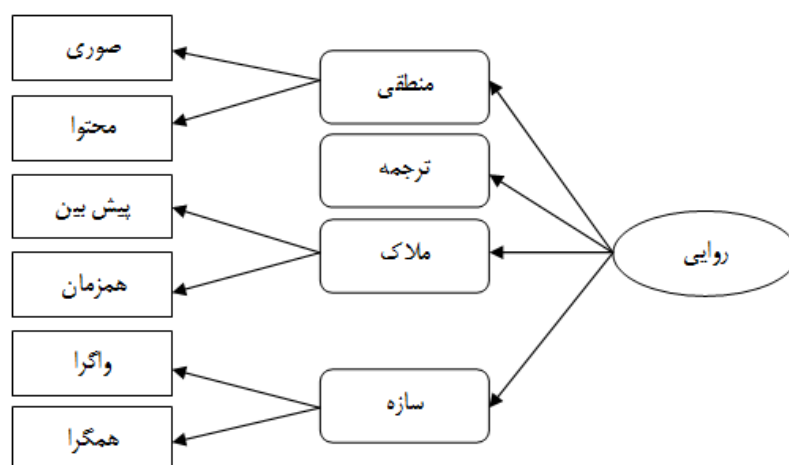 روایی
منطقی
ترجمه
ملاک
سازه
صوری
محتوا
پیش بین
همزمان
واگرا
همگرا